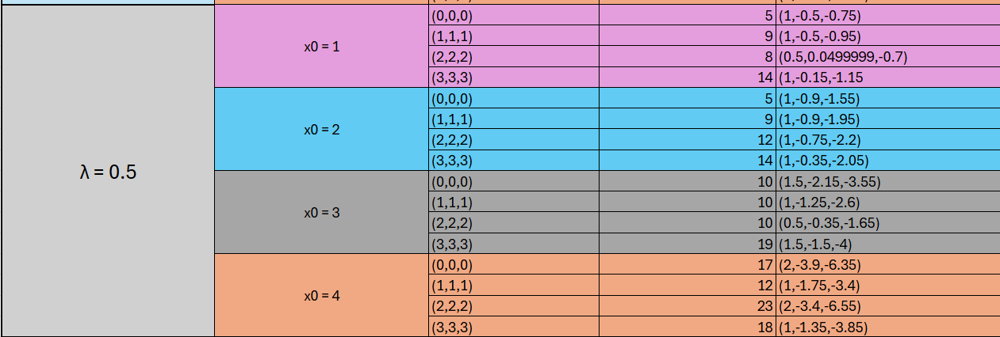 x0 = 1
(0,0,0) 5 (1,-0.5,-0.75)
(1,1,1) 9 (1,-0.5,-0.95)
(2,2,2) 8 (0.5,0.0499999,-0.7)
(3,3,3) 14 (1,-0.15,-1.15
λ = 0.5
x0 = 2
(0,0,0) 5 (1,-0.9,-1.55)
(1,1,1) 9 (1,-0.9,-1.95)
(2,2,2) 12 (1,-0.75,-2.2)
(3,3,3) 14 (1,-0.35,-2.05)
x0 = 3
(0,0,0) 10 (1.5,-2.15,-3.55)
(1,1,1) 10 (1,-1.25,-2.6)
(2,2,2) 10 (0.5,-0.35,-1.65)
(3,3,3) 19 (1.5,-1.5,-4)
x0 = 4
(0,0,0) 17 (2,-3.9,-6.35)
(1,1,1) 12 (1,-1.75,-3.4)
(2,2,2) 23 (2,-3.4,-6.55)
(3,3,3) 18 (1,-1.35,-3.85)